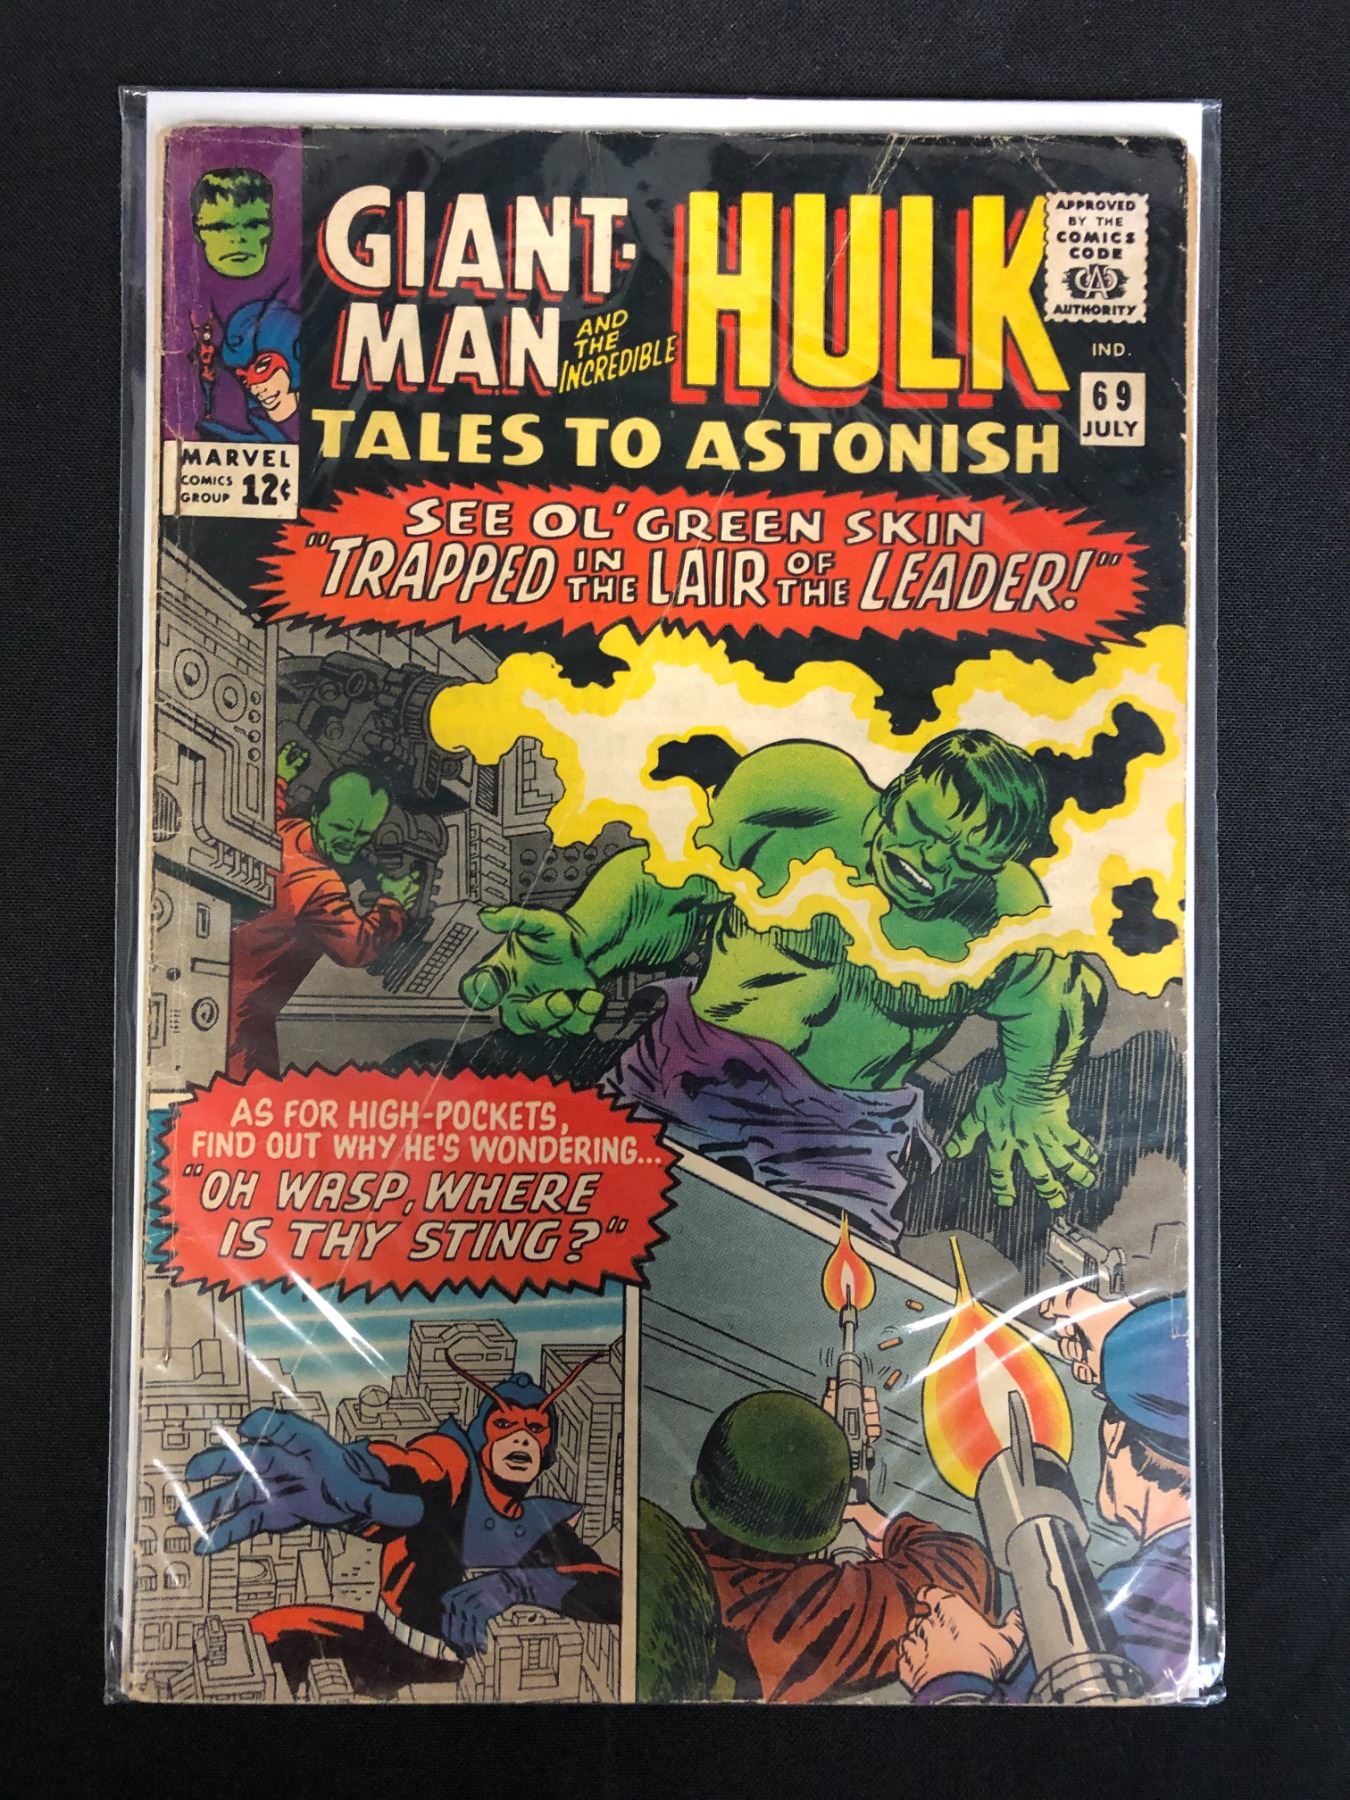 GIANT-
MAN
AND
THE
INCREDIBLE
HULK
TALES TO ASTONISH
APPROVED
BY THE
COMICS
CODE
CA
AUTHORITY
IND.
69
JULY
MARVEL
COMICS
GROUP 12¢
SEE OL' GREEN SKIN
"TRAPPED IN THE LAIR OF THE LEADER!"
AS FOR HIGH-POCKETS,
FIND OUT WHY HE'S WONDERING...
"OH WASP, WHERE
IS THY STING?"